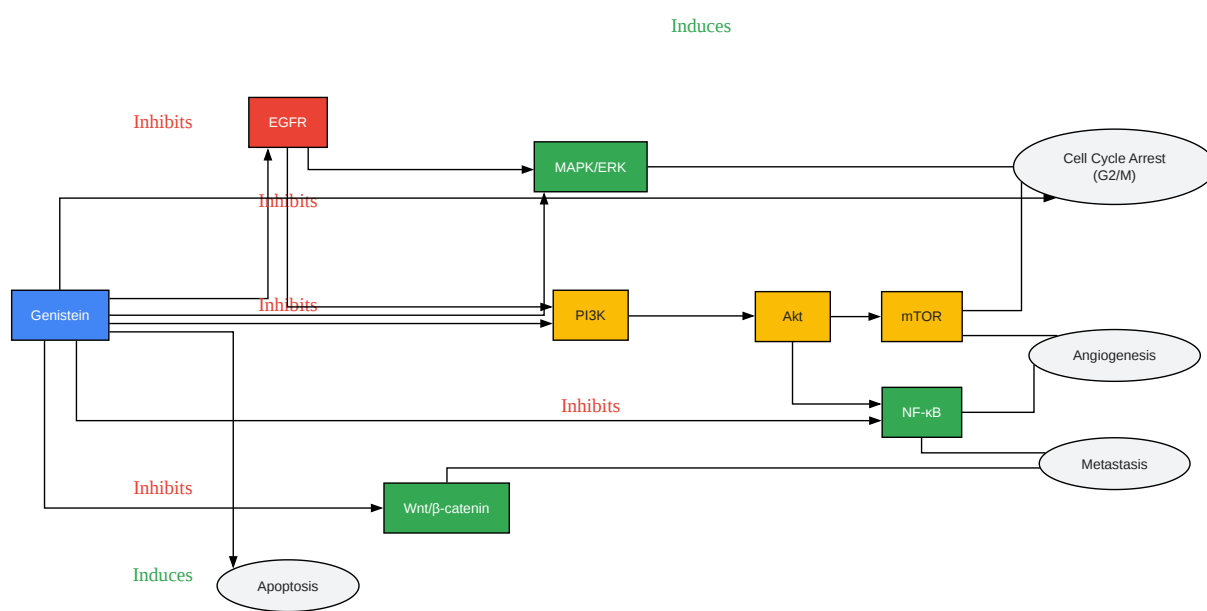 Induces
Inhibits
EGFR
MAPK/ERK
Cell Cycle Arrest
(G2/M)
Inhibits
Inhibits
Genistein
PI3K
Akt
mTOR
Angiogenesis
Inhibits
NF-κB
Metastasis
Inhibits
Wnt/β-catenin
Induces
Apoptosis